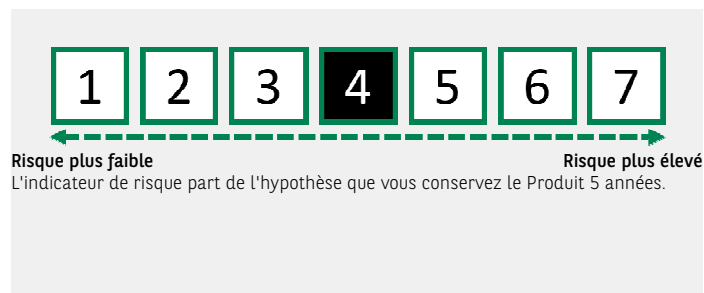 1 2 3 4 5 6 7
Risque plus faible Risque plus élevé
L'indicateur de risque part de l'hypothèse que vous conservez le Produit 5 années.